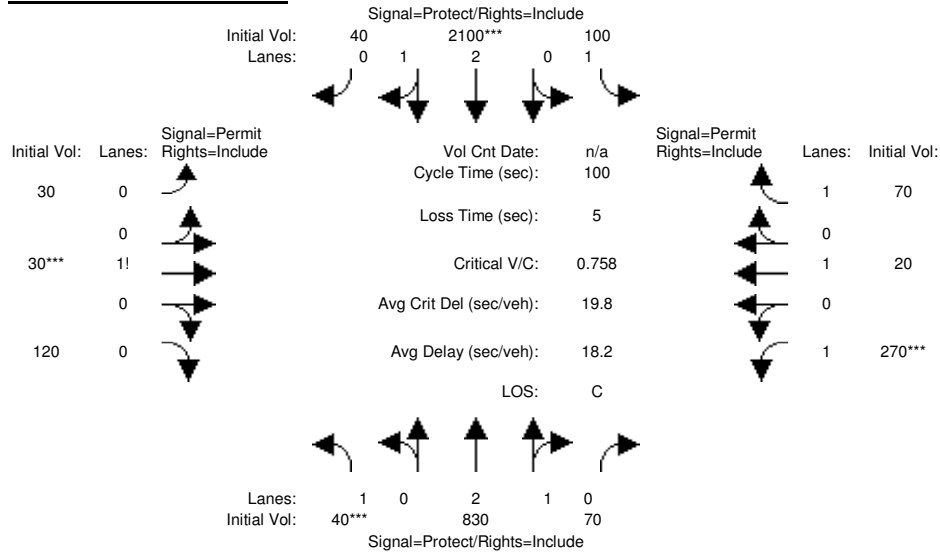 Signal=Protect/Rights=Include
Initial Vol: 40 2100*** 100
Lanes: 0 1 2 0 1
Signal=Permit
Initial Vol: Lanes: Rights=Include
Vol Cnt Date: n/a
Signal=Permit
Rights=Include Lanes: Initial Vol:
Cycle Time (sec): 100
30 0
1 70
Loss Time (sec): 5
0
0
30*** 1!
Critical V/C: 0.758
1 20
0
Avg Crit Del (sec/veh): 19.8
0
120 0
Avg Delay (sec/veh): 18.2
1 270***
LOS: C
Lanes: 1 0 2 1 0
Initial Vol: 40*** 830 70
Signal=Protect/Rights=Include